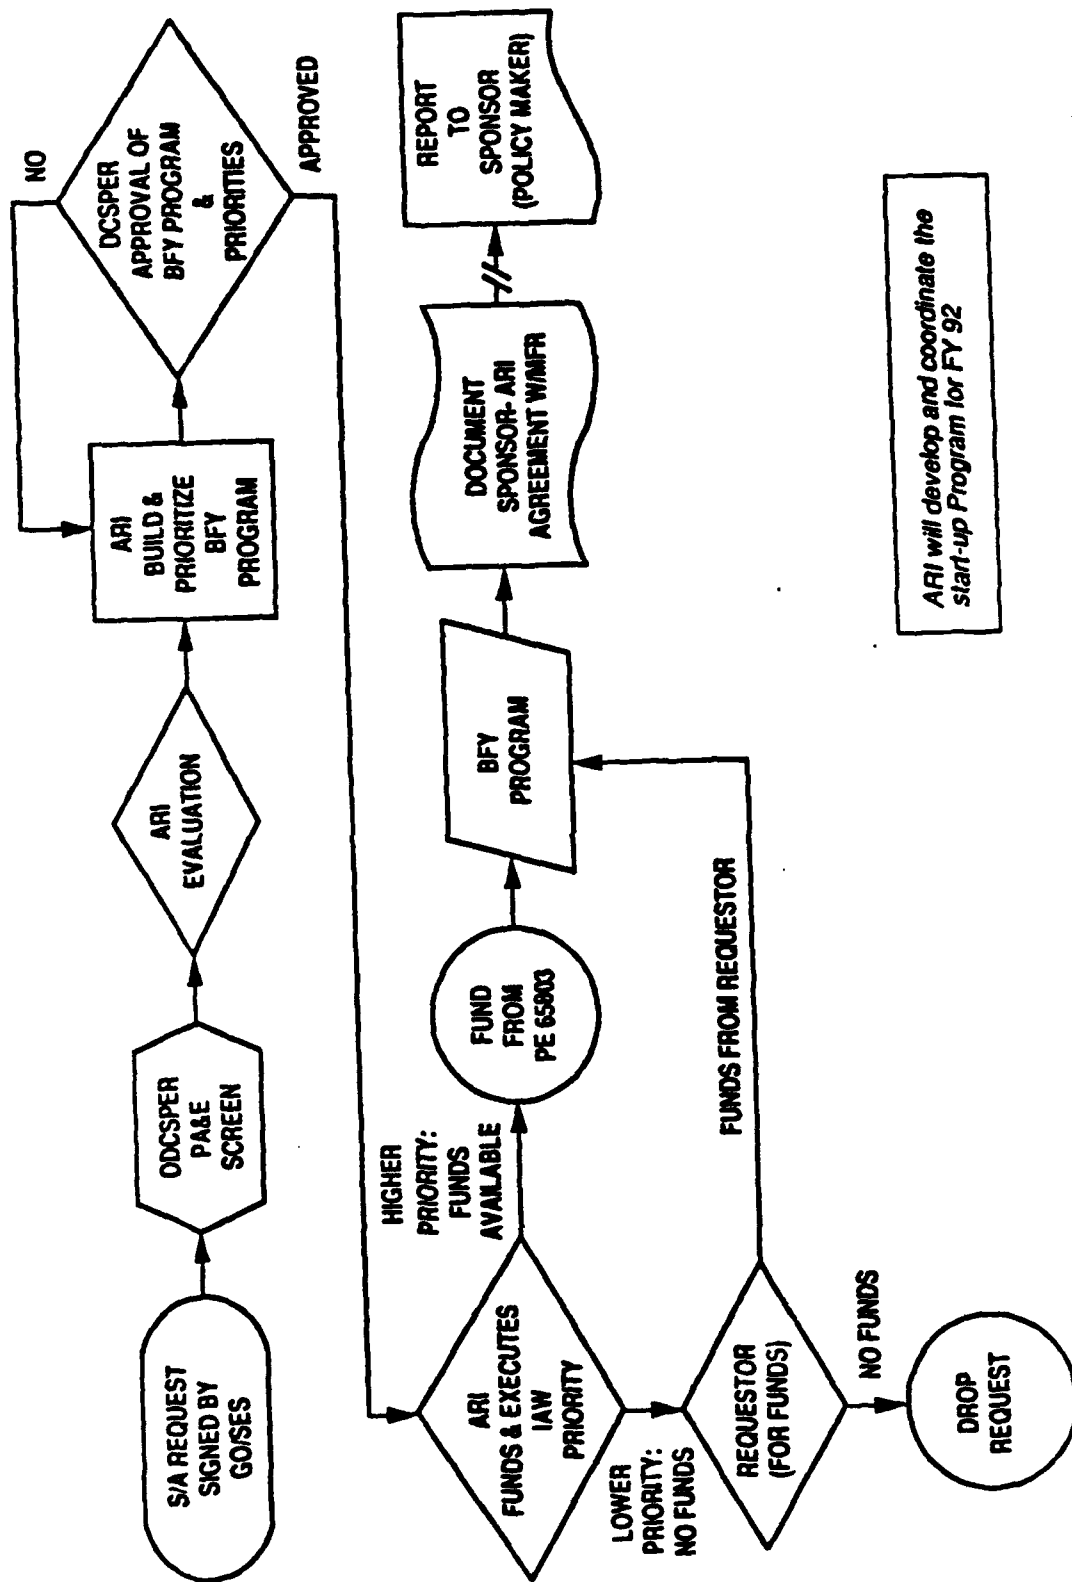 S/A REQUEST
SIGNED BY
GO/SES
ODCSPER
PA&E
SCREEN
ARI
EVALUATION
ARI
BUILD &
PRIORITIZE
BFY
PROGRAM
DCSPER
APPROVAL OF
BFY PROGRAM
&
PRIORITIES
NO
APPROVED
ARI
FUNDS & EXECUTES
IAW
PRIORITY
HIGHER
PRIORITY:
FUNDS
AVAILABLE
FUND
FROM
PE 65803
BFY
PROGRAM
DOCUMENT
SPONSOR- ARI
AGREEMENT W/MFR
REPORT
TO
SPONSOR
(POLICY MAKER)
LOWER
PRIORITY:
NO FUNDS
REQUESTOR
(FOR FUNDS)
FUNDS FROM REQUESTOR
NO FUNDS
DROP
REQUEST
ARI will develop and coordinate the
start-up Program for FY 92